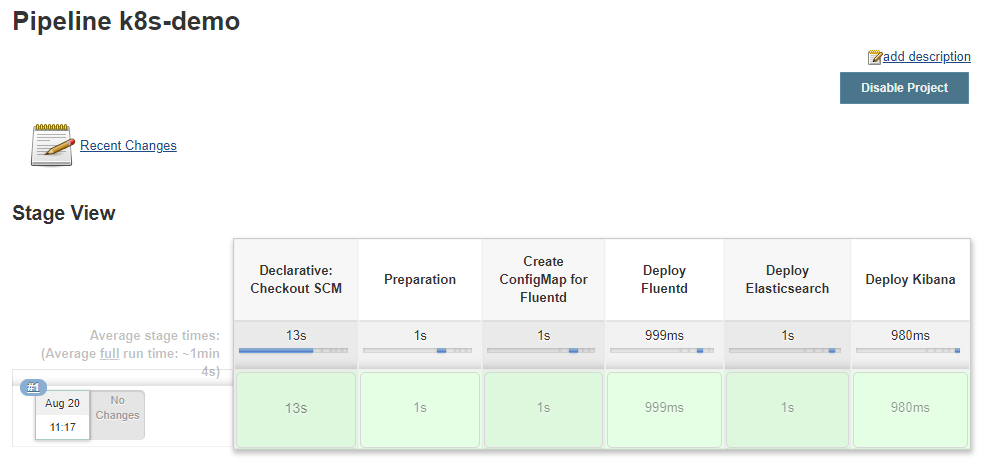 Pipeline k8s-demo
add description
Disable Project
Recent Changes
Stage View
Declarative:
Checkout SCM
Preparation
Create
ConfigMap for
Fluentd
Deploy
Fluentd
Deploy
Elasticsearch
Deploy Kibana
Average stage times:
(Average full run time: ~1min
4s)
13s
1s
1s
999ms
1s
980ms
#1
Aug 20
11:17
No
Changes
13s
1s
1s
999ms
1s
980ms